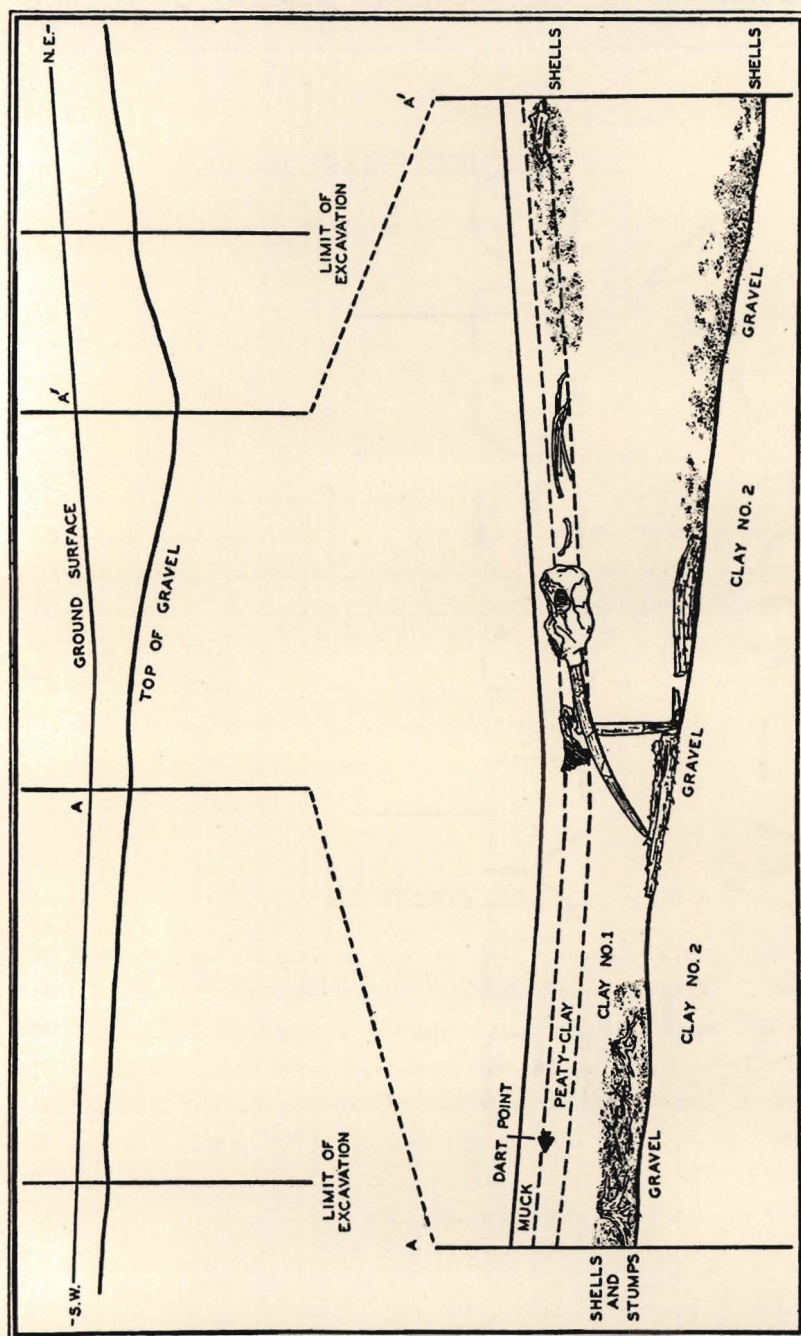 -S.W.-
N.E.-
A
A'
GROUND SURFACE
TOP OF GRAVEL
LIMIT OF
EXCAVATION
LIMIT OF
EXCAVATION
A
A'
DART POINT
MUCK
PEATY-CLAY
CLAY NO.1
SHELLS
AND
STUMPS
GRAVEL
CLAY NO. 2
GRAVEL
CLAY NO. 2
GRAVEL
SHELLS
SHELLS